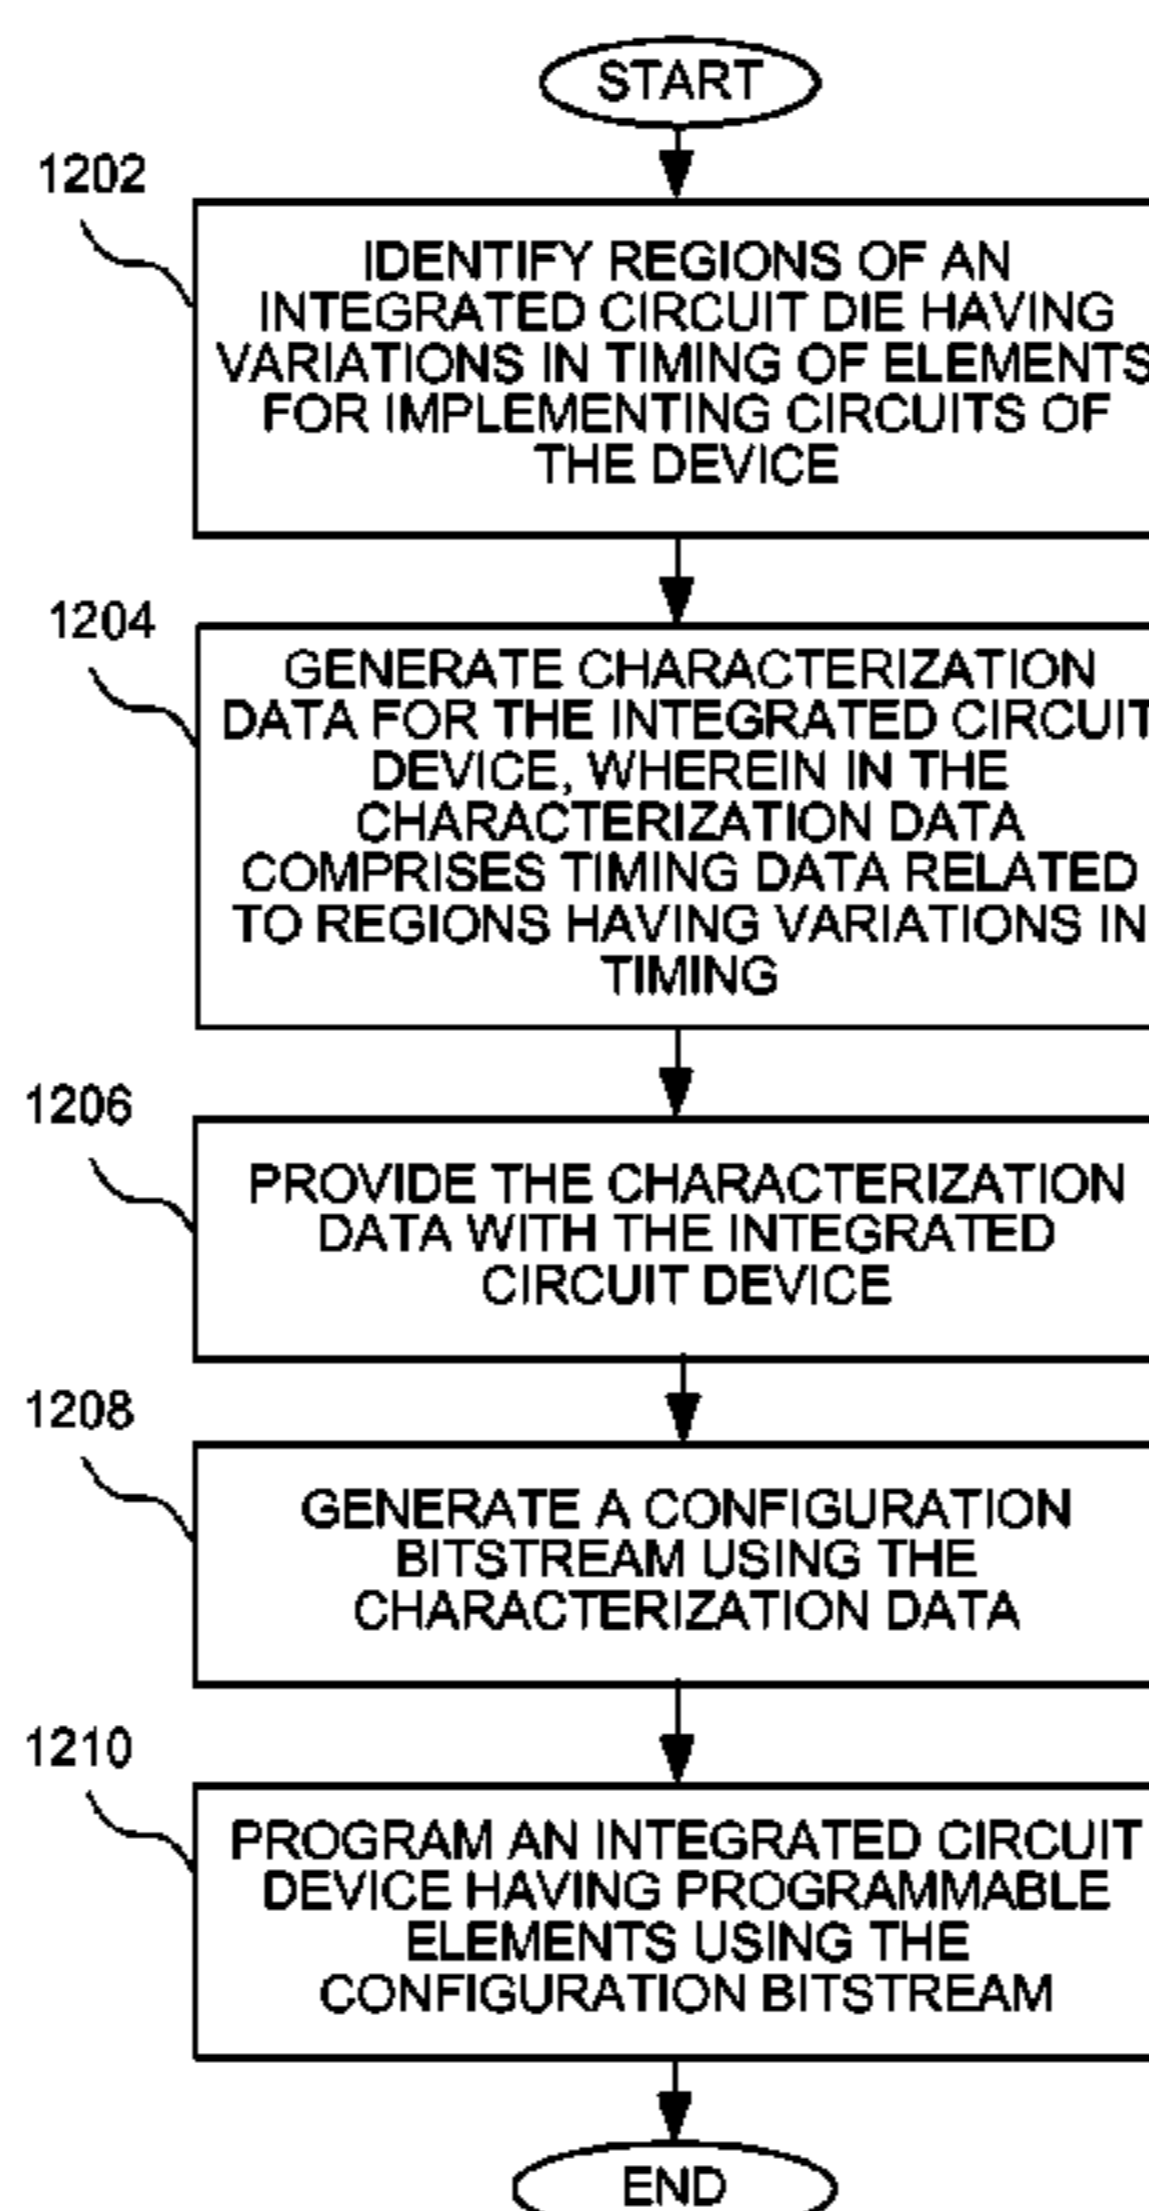 START
1202
IDENTIFY REGIONS OF AN
INTEGRATED CIRCUIT DIE HAVING
VARIATIONS IN TIMING OF ELEMENTS
FOR IMPLEMENTING CIRCUITS OF
THE DEVICE
1204
GENERATE CHARACTERIZATION
DATA FOR THE INTEGRATED CIRCUIT
DEVICE, WHEREIN IN THE
CHARACTERIZATION DATA
COMPRISES TIMING DATA RELATED
TO REGIONS HAVING VARIATIONS IN
TIMING
1206
PROVIDE THE CHARACTERIZATION
DATA WITH THE INTEGRATED
CIRCUIT DEVICE
1208
GENERATE A CONFIGURATION
BITSTREAM USING THE
CHARACTERIZATION DATA
1210
PROGRAM AN INTEGRATED CIRCUIT
DEVICE HAVING PROGRAMMABLE
ELEMENTS USING THE
CONFIGURATION BITSTREAM
END